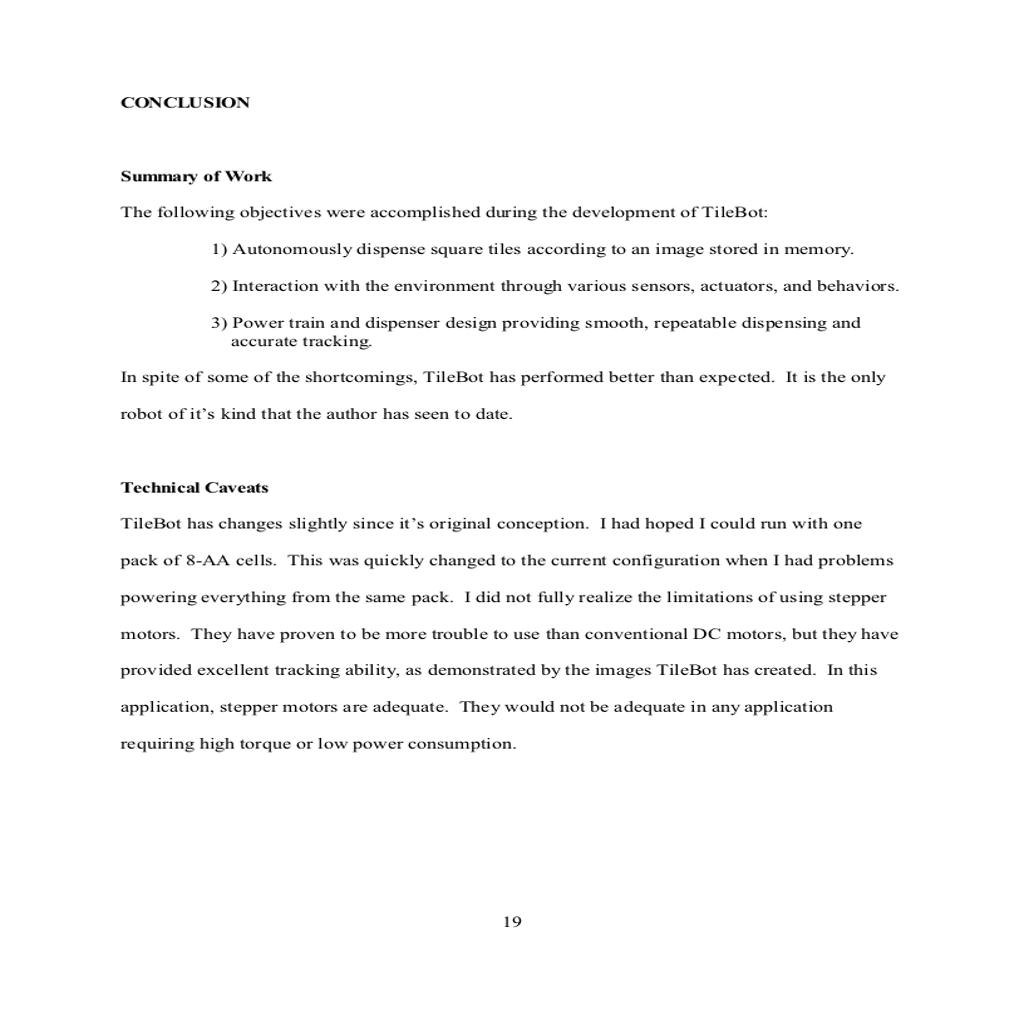 CONCLUSION
Summary of Work
The following objectives were accomplished during the development of TileBot:
1) Autonomously dispense square tiles according to an image stored in memory.
2) Interaction with the environment through various sensors, actuators, and behaviors.
3) Power train and dispenser design providing smooth, repeatable dispensing and
accurate tracking.
In spite of some of the shortcomings, TileBot has performed better than expected.  It is the only
robot of it’s kind that the author has seen to date.
Technical Caveats
TileBot has changes slightly since it’s original conception.  I had hoped I could run with one
pack of 8-AA cells.  This was quickly changed to the current configuration when I had problems
powering everything from the same pack.  I did not fully realize the limitations of using stepper
motors.  They have proven to be more trouble to use than conventional DC motors, but they have
provided excellent tracking ability, as demonstrated by the images TileBot has created.  In this
application, stepper motors are adequate.  They would not be adequate in any application
requiring high torque or low power consumption.
19